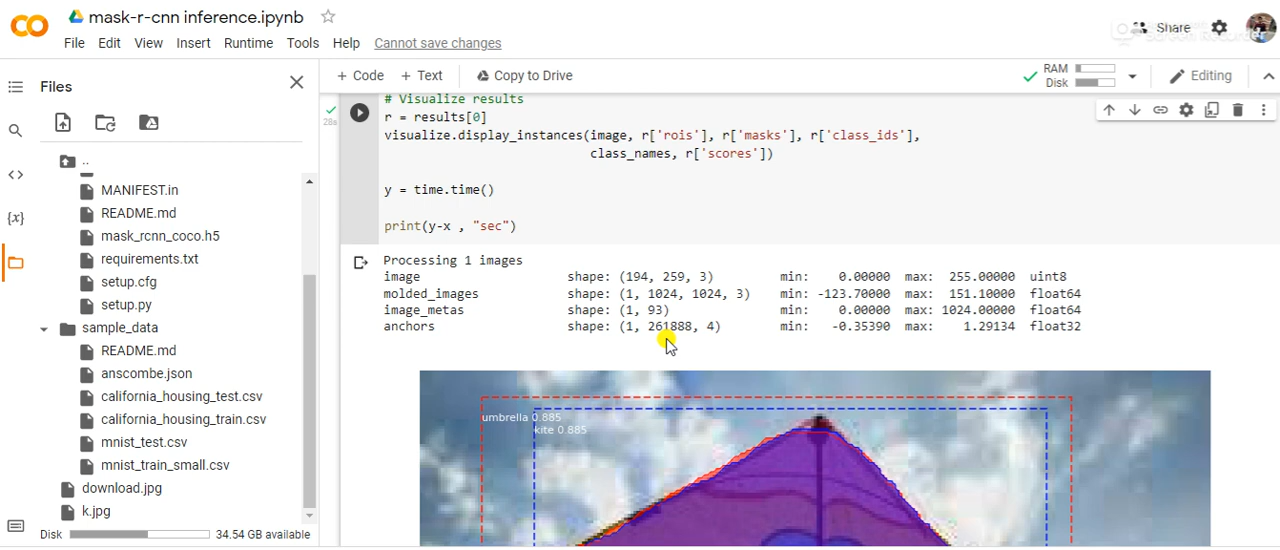 mask-r-cnn inference.ipynb
File Edit View Insert Runtime Tools Help Cannot save changes
Share
Files
+ Code + Text Copy to Drive
RAM
Disk
Editing
..
MANIFEST.in
README.md
mask_rcnn_coco.h5
requirements.txt
setup.cfg
setup.py
sample_data
README.md
anscombe.json
california_housing_test.csv
california_housing_train.csv
mnist_test.csv
mnist_train_small.csv
download.jpg
k.jpg
Disk 34.54 GB available
28s
# Visualize results
r = results[0]
visualize.display_instances(image, r['rois'], r['masks'], r['class_ids'],
class_names, r['scores'])
y = time.time()
print(y-x , "sec")
Processing 1 images
image shape: (194, 259, 3) min: 0.00000 max: 255.00000 uint8
molded_images shape: (1, 1024, 1024, 3) min: -123.70000 max: 151.10000 float64
image_metas shape: (1, 93) min: 0.00000 max: 1024.00000 float64
anchors shape: (1, 261888, 4) min: -0.35390 max: 1.29134 float32
umbrella 0.885
kite 0.885